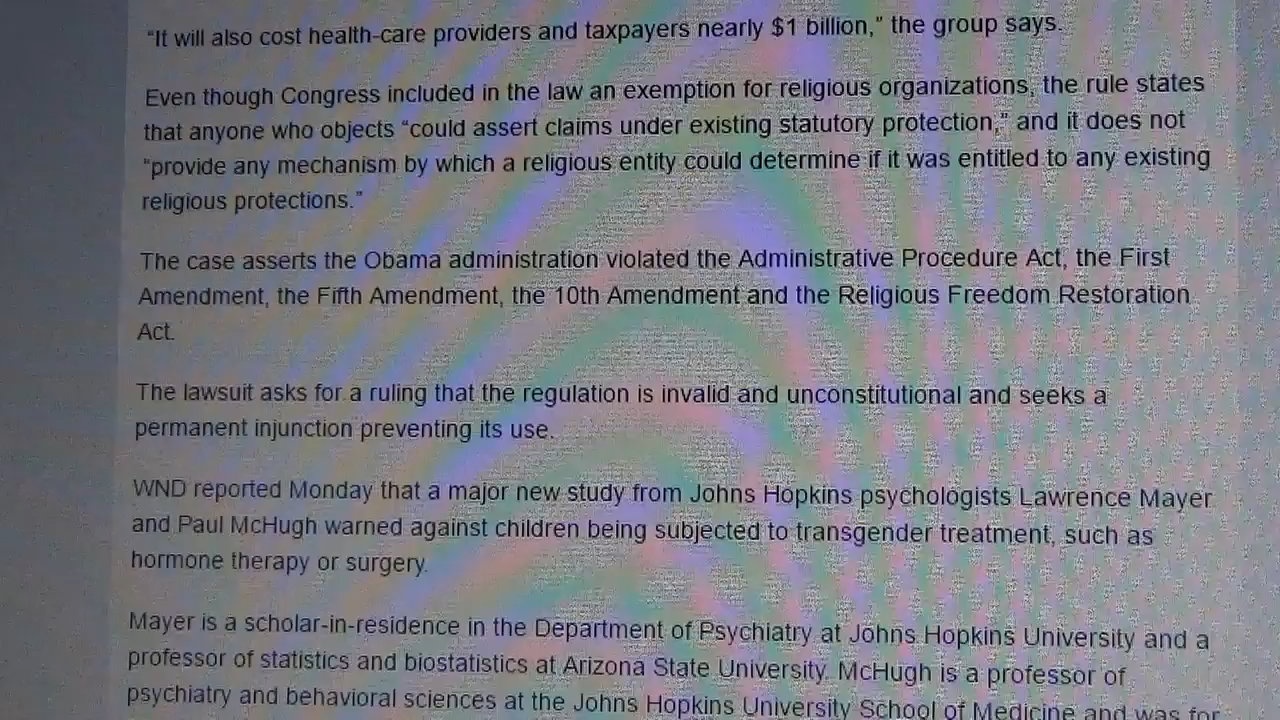 “It will also cost health-care providers and taxpayers nearly $1 billion,” the group says.
Even though Congress included in the law an exemption for religious organizations, the rule states
that anyone who objects “could assert claims under existing statutory protection,” and it does not
“provide any mechanism by which a religious entity could determine if it was entitled to any existing
religious protections.”
The case asserts the Obama administration violated the Administrative Procedure Act, the First
Amendment, the Fifth Amendment, the 10th Amendment and the Religious Freedom Restoration
Act.
The lawsuit asks for a ruling that the regulation is invalid and unconstitutional and seeks a
permanent injunction preventing its use.
WND reported Monday that a major new study from Johns Hopkins psychologists Lawrence Mayer
and Paul McHugh warned against children being subjected to transgender treatment, such as
hormone therapy or surgery.
Mayer is a scholar-in-residence in the Department of Psychiatry at Johns Hopkins University and a
professor of statistics and biostatistics at Arizona State University. McHugh is a professor of
psychiatry and behavioral sciences at the Johns Hopkins University School of Medicine and was for